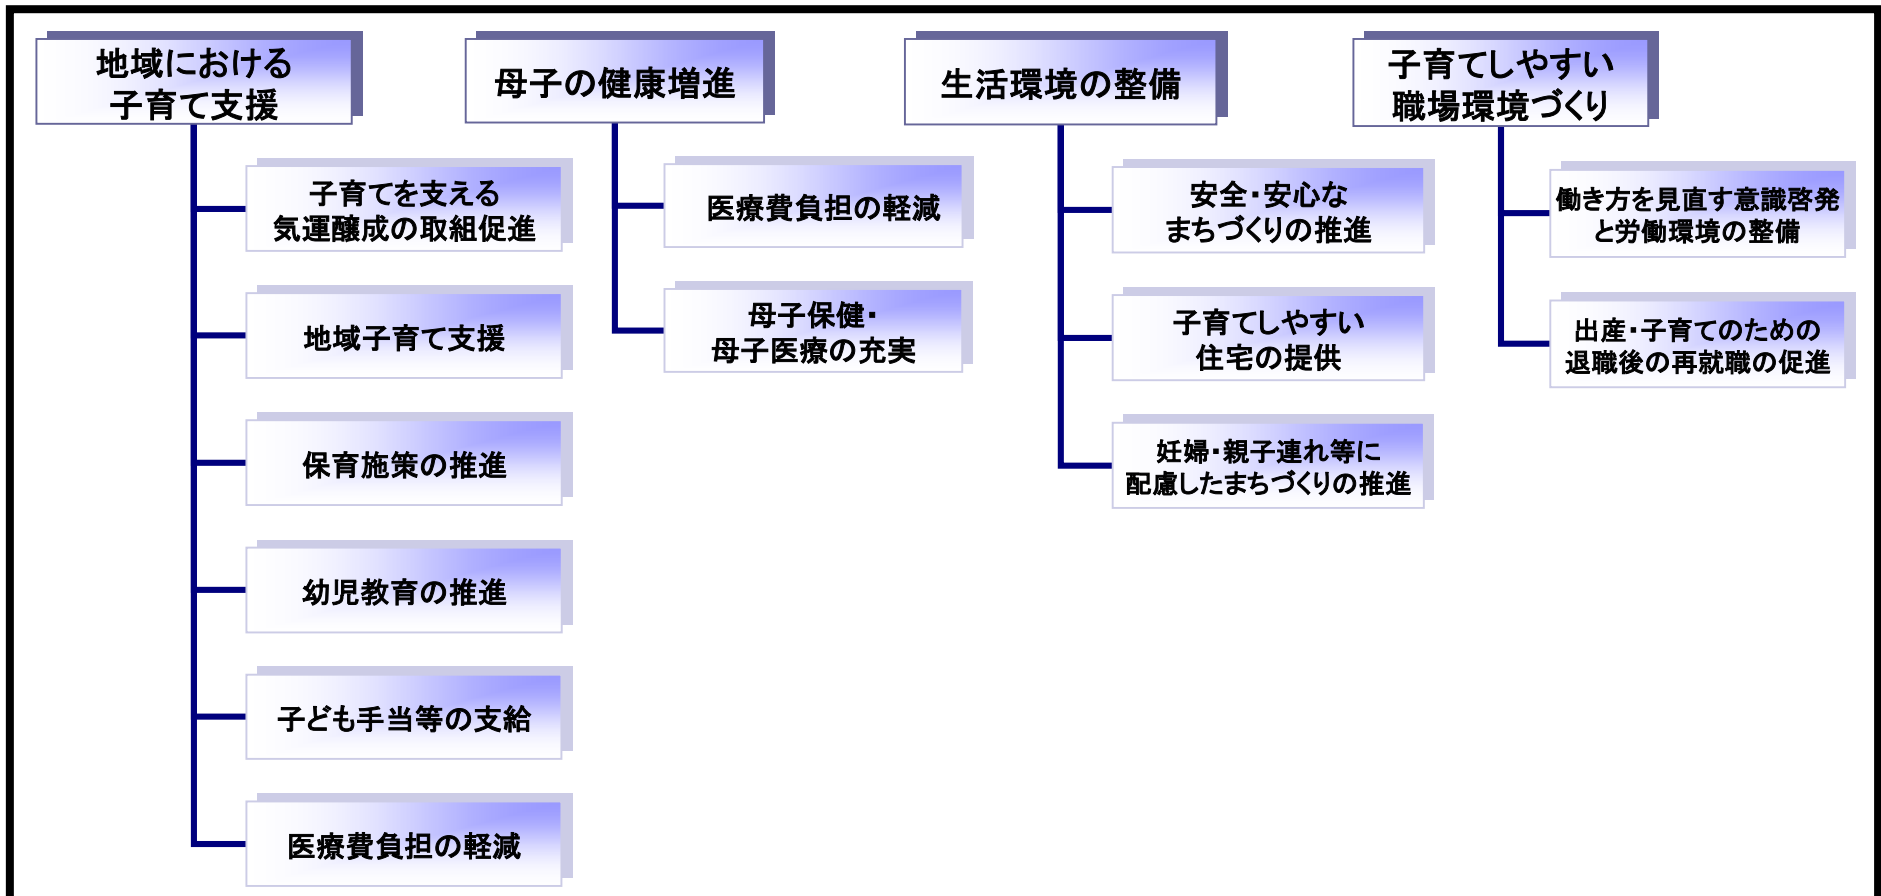 地域における
子育て支援
子育てを支える
気運醸成の取組促進
地域子育て支援
保育施策の推進
幼児教育の推進
子ども手当等の支給
医療費負担の軽減
母子の健康増進
医療費負担の軽減
母子保健・
母子医療の充実
生活環境の整備
安全・安心な
まちづくりの推進
子育てしやすい
住宅の提供
妊婦・親子連れ等に
配慮したまちづくりの推進
子育てしやすい
職場環境づくり
働き方を見直す意識啓発
と労働環境の整備
出産・子育てのための
退職後の再就職の促進